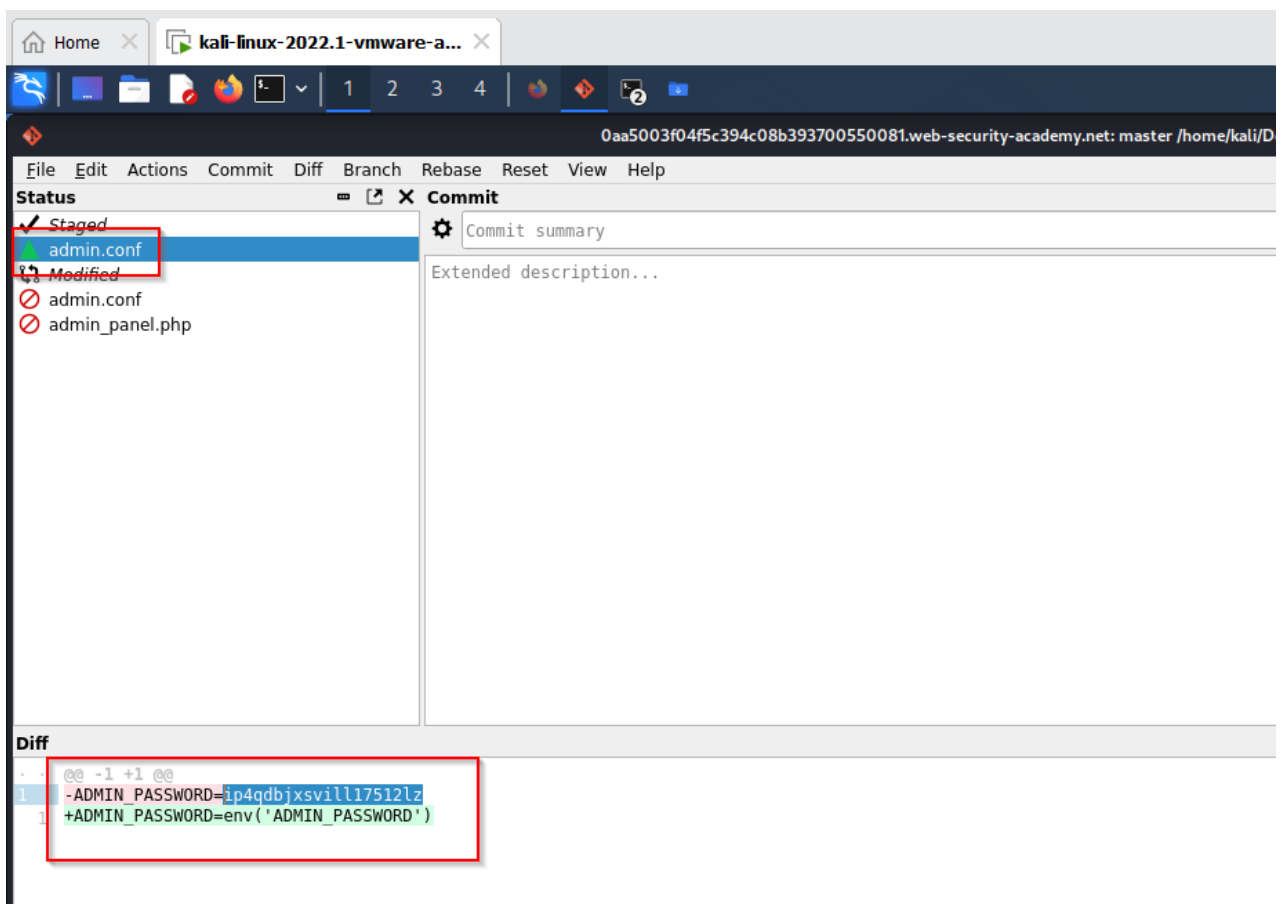 Home
kali-linux-2022.1-vmware-a...
1 2 3 4
2
0aa5003f04f5c394c08b393700550081.web-security-academy.net: master /home/kali/D
File Edit Actions Commit Diff Branch Rebase Reset View Help
Status
Commit
Staged
Commit summary
admin.conf
Modified
Extended description...
admin.conf
admin_panel.php
Diff
@@ -1 +1 @@
1 -ADMIN_PASSWORD=ip4qdbjxsvill17512lz
1 +ADMIN_PASSWORD=env('ADMIN_PASSWORD')